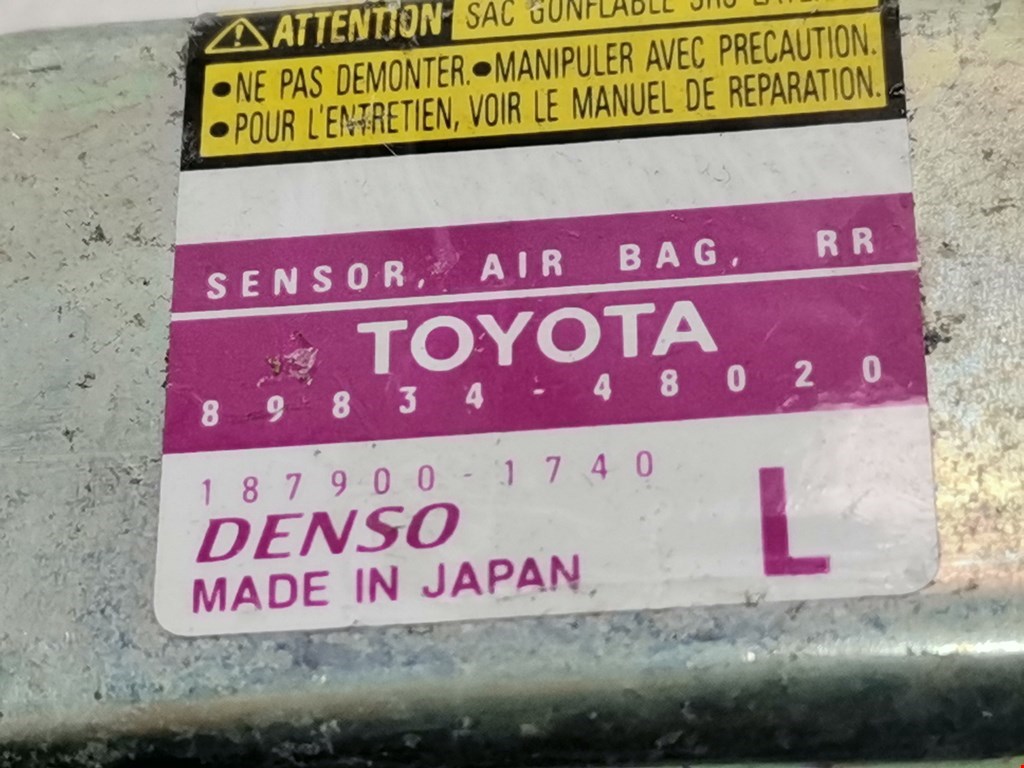 ATTENTION SAC GONFLABLE SRS
• NE PAS DEMONTER. • MANIPULER AVEC PRECAUTION.
• POUR L'ENTRETIEN, VOIR LE MANUEL DE REPARATION.
SENSOR, AIR BAG, RR
TOYOTA
89834-48020
187900-1740
DENSO
MADE IN JAPAN
L